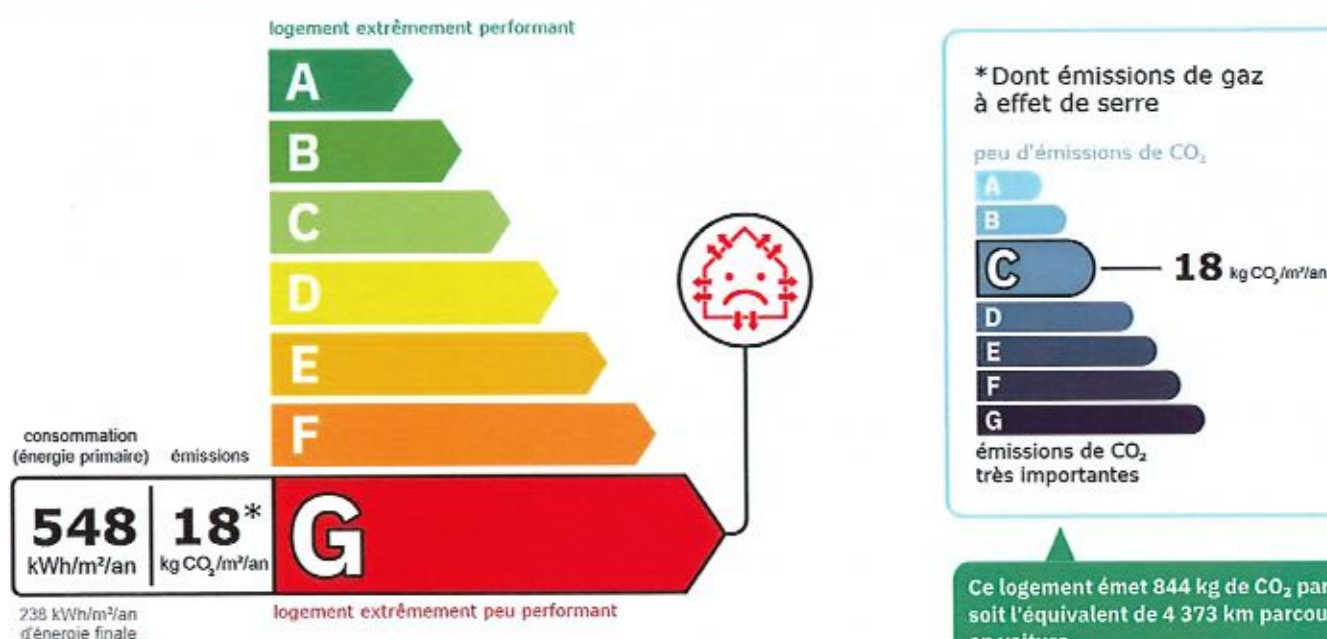 logement extrêmement performant
A
B
C
D
E
F
consommation
(énergie primaire)
émissions
548
kWh/m²/an
18*
kg CO₂/m²/an
G
238 kWh/m²/an
d'énergie finale
logement extrêmement peu performant
*Dont émissions de gaz
à effet de serre
peu d'émissions de CO₂
A
B
C
18 kg CO₂/m²/an
D
E
F
G
émissions de CO₂
très importantes
Ce logement émet 844 kg de CO₂ par
soit l'équivalent de 4 373 km parcou